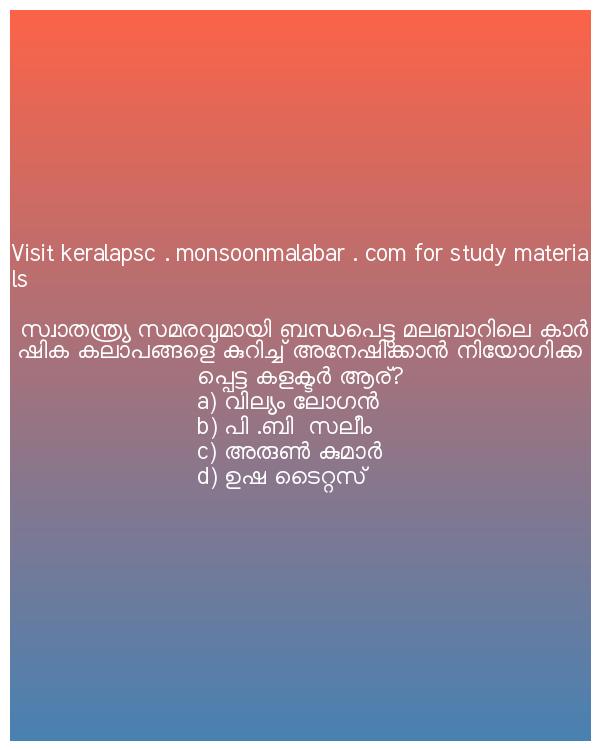 Visit keralapsc . monsoonmalabar . com for study materia
ls
സ്വാതന്ത്ര്യ സമരവുമായി ബന്ധപെട്ട മലബാറിലെ കാർ
ഷിക കലാപങ്ങളെ കുറിച്ച് അന്വേഷിക്കാൻ നിയോഗിക്ക
പ്പെട്ട കളക്ടർ ആര്?
a) വില്യം ലോഗൻ
b) പി .ബി സലീം
c) അരുൺ കുമാർ
d) ഉഷ ടൈറ്റസ്